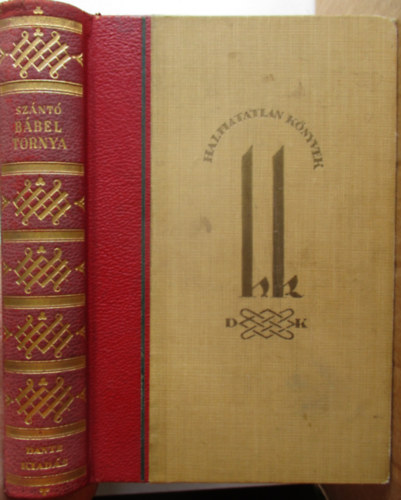 SZÁNTÓ
BÁBEL
TORNYA
DANTE
KIADÁS
HALHATATLAN KÖNYVEK
hk
D K